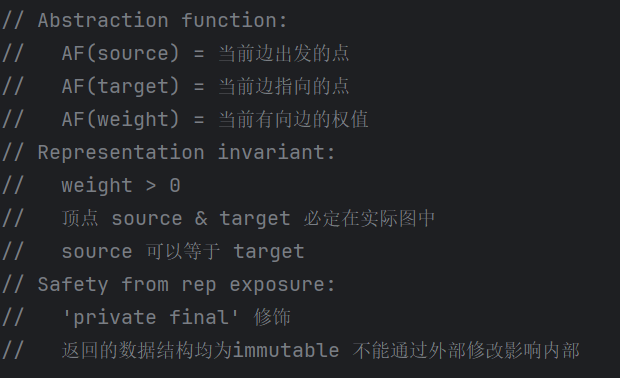 // Abstraction function:
//   AF(source) = 当前边出发的点
//   AF(target) = 当前边指向的点
//   AF(weight) = 当前有向边的权值
// Representation invariant:
//   weight > 0
//   顶点 source & target 必定在实际图中
//   source 可以等于 target
// Safety from rep exposure:
//   'private final' 修饰
//   返回的数据结构均为immutable 不能通过外部修改影响内部